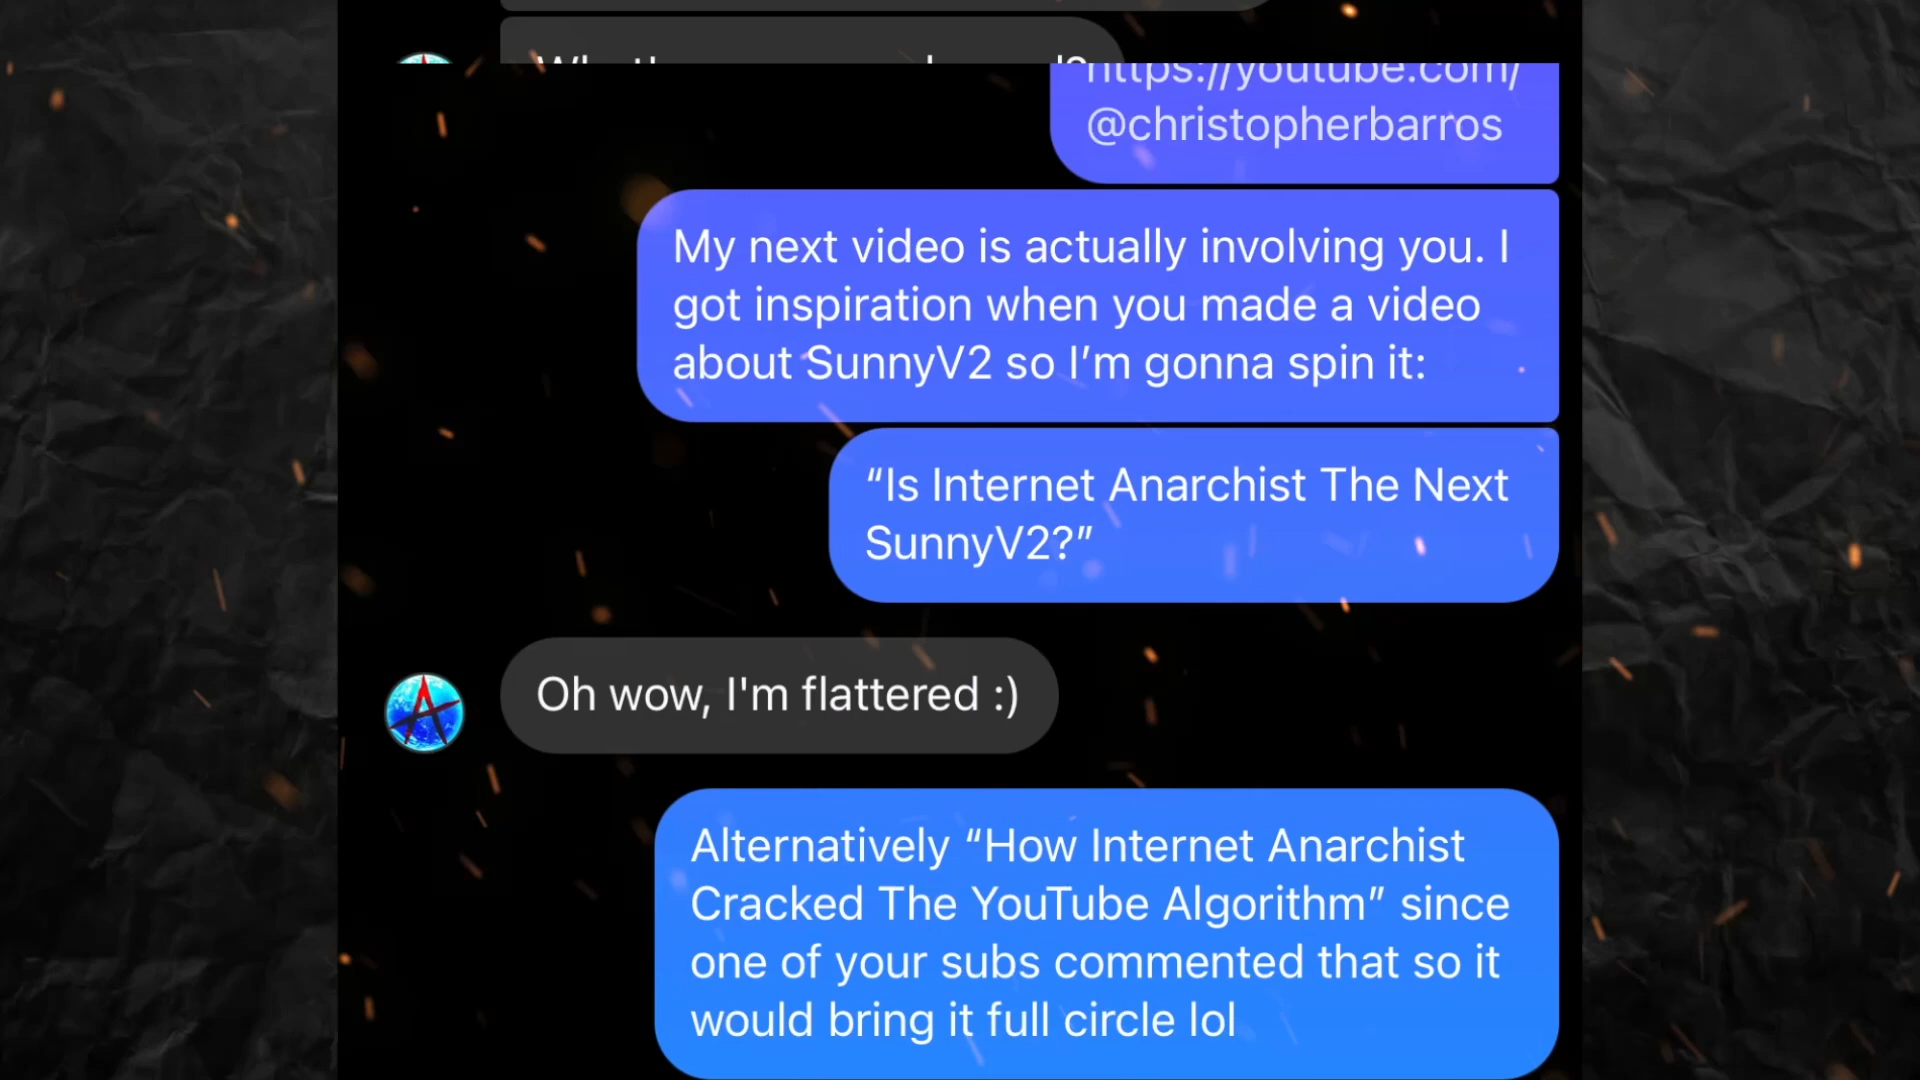 https://youtube.com/
@christopherbarros
My next video is actually involving you. I
got inspiration when you made a video
about SunnyV2 so I’m gonna spin it:
“Is Internet Anarchist The Next
SunnyV2?”
Oh wow, I'm flattered :)
Alternatively “How Internet Anarchist
Cracked The YouTube Algorithm” since
one of your subs commented that so it
would bring it full circle lol